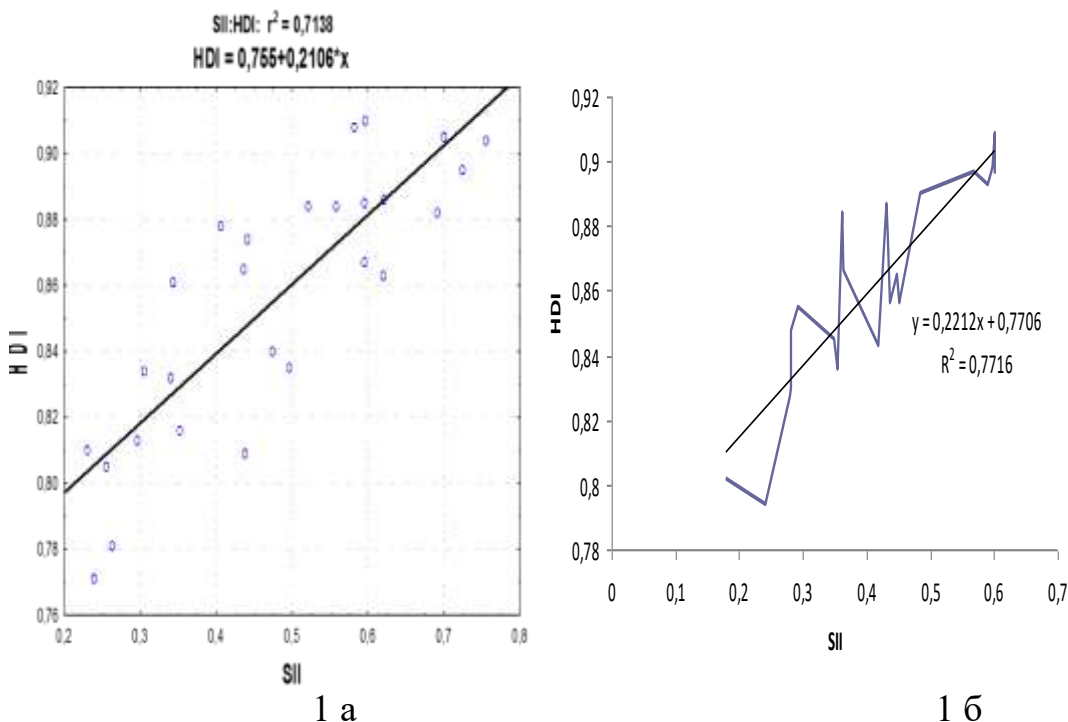 SII:HDI: r² = 0,7138
HDI = 0,755+0,2106*x
0,92
0,90
0,88
0,86
0,84
0,82
0,80
0,78
0,76
HDI
0,2 0,3 0,4 0,5 0,6 0,7 0,8
SII
1 а
0,92
0,9
0,88
0,86
0,84
0,82
0,8
0,78
HDI
y = 0,2212x + 0,7706
R² = 0,7716
0 0,1 0,2 0,3 0,4 0,5 0,6 0,7
SII
1 б